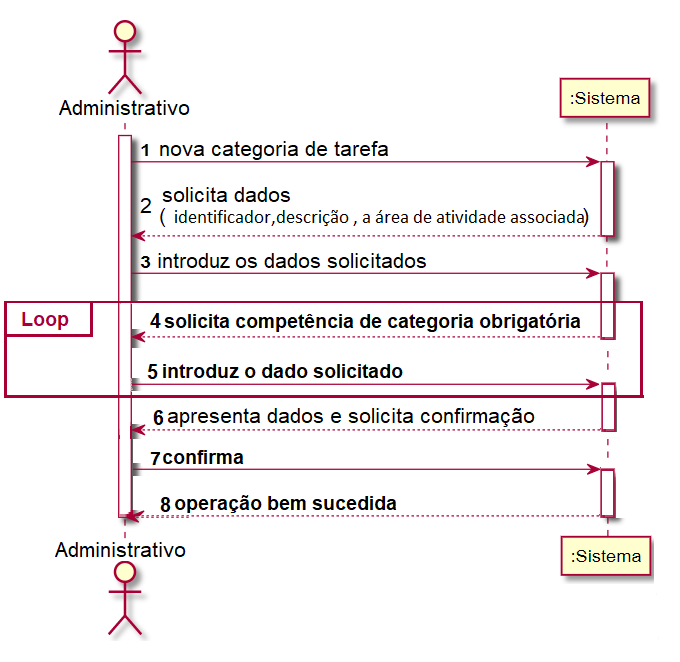 Administrativo
:Sistema
1 nova categoria de tarefa
2 solicita dados
( identificador,descrição , a área de atividade associada)
3 introduz os dados solicitados
Loop
4 solicita competência de categoria obrigatória
5 introduz o dado solicitado
6 apresenta dados e solicita confirmação
7 confirma
8 operação bem sucedida
Administrativo
:Sistema